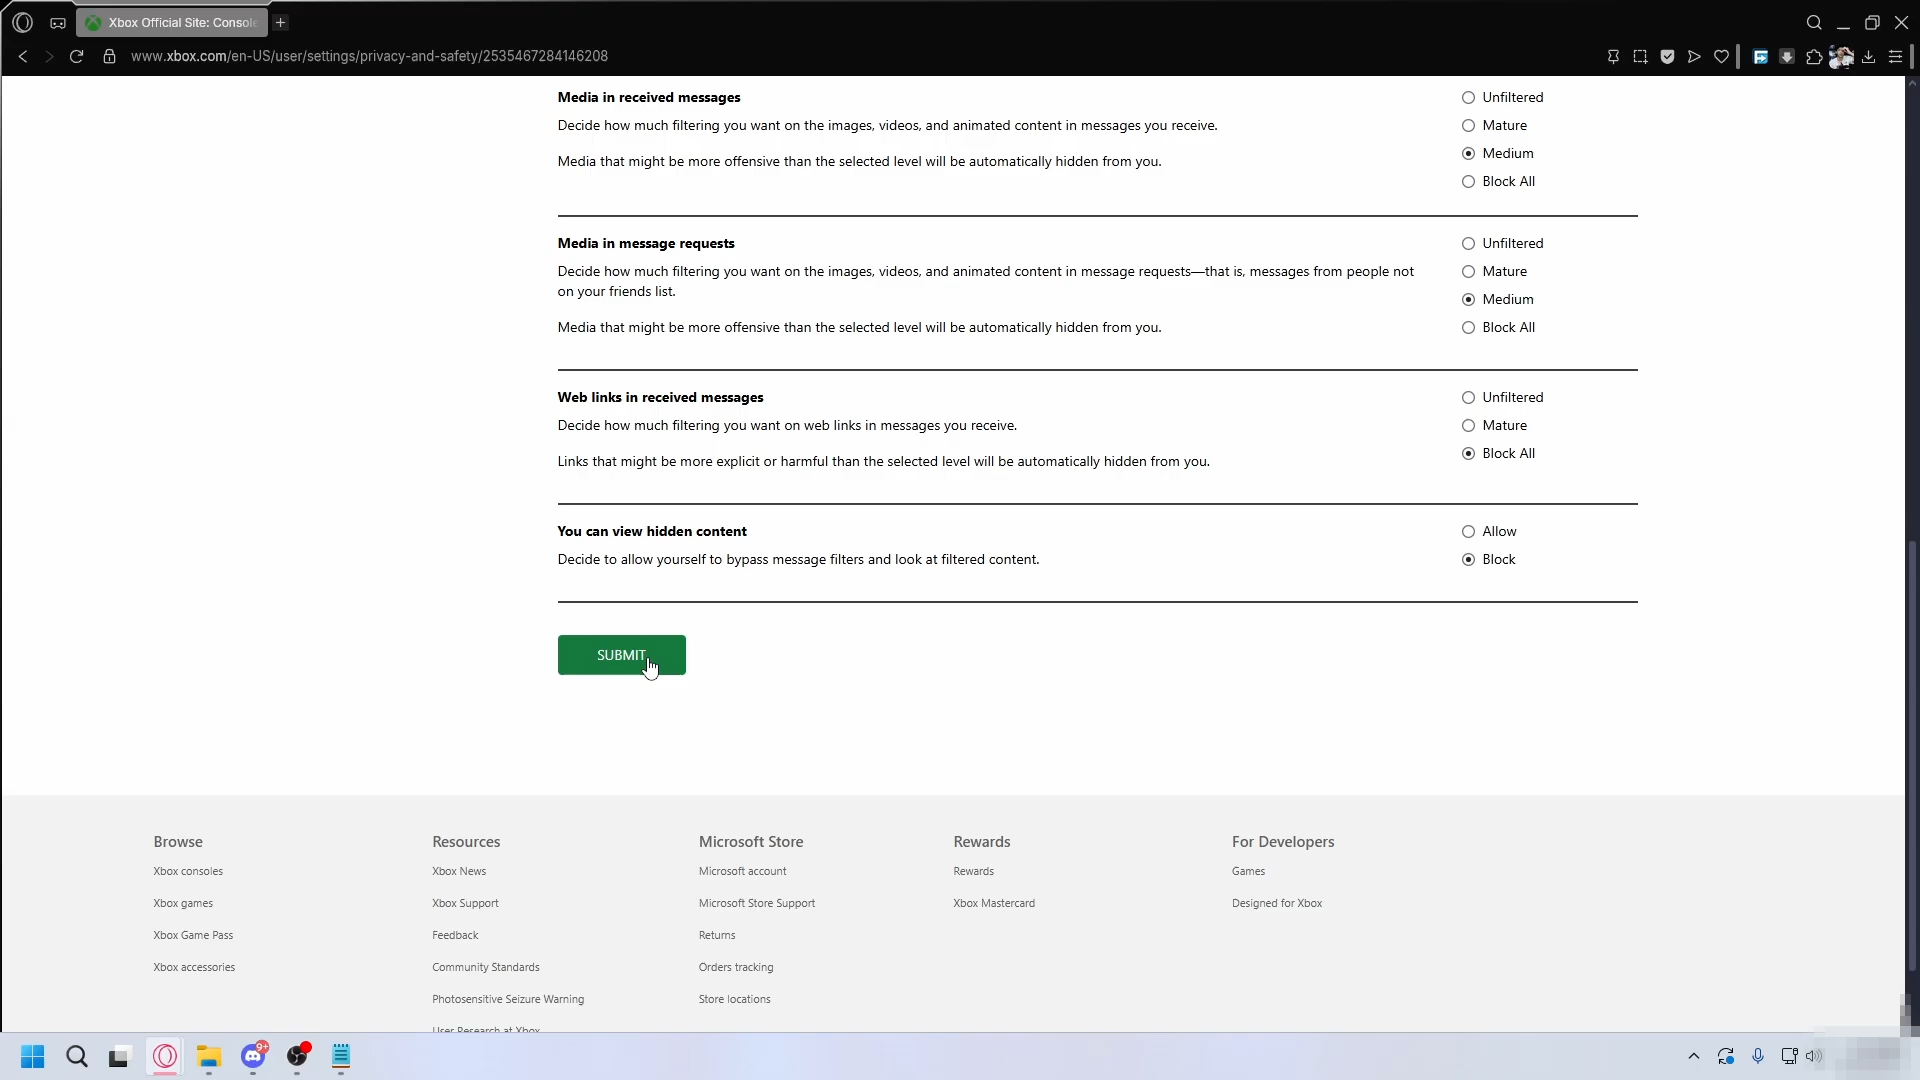 Xbox Official Site: Console
www.xbox.com/en-US/user/settings/privacy-and-safety/2535467284146208
Media in received messages
Decide how much filtering you want on the images, videos, and animated content in messages you receive.
Media that might be more offensive than the selected level will be automatically hidden from you.
Unfiltered
Mature
Medium
Block All
Media in message requests
Decide how much filtering you want on the images, videos, and animated content in message requests—that is, messages from people not
on your friends list.
Media that might be more offensive than the selected level will be automatically hidden from you.
Unfiltered
Mature
Medium
Block All
Web links in received messages
Decide how much filtering you want on web links in messages you receive.
Links that might be more explicit or harmful than the selected level will be automatically hidden from you.
Unfiltered
Mature
Block All
You can view hidden content
Decide to allow yourself to bypass message filters and look at filtered content.
Allow
Block
SUBMIT
Browse
Xbox consoles
Xbox games
Xbox Game Pass
Xbox accessories
Resources
Xbox News
Xbox Support
Feedback
Community Standards
Photosensitive Seizure Warning
User Research at Xbox
Microsoft Store
Microsoft account
Microsoft Store Support
Returns
Orders tracking
Store locations
Rewards
Rewards
Xbox Mastercard
For Developers
Games
Designed for Xbox
9+